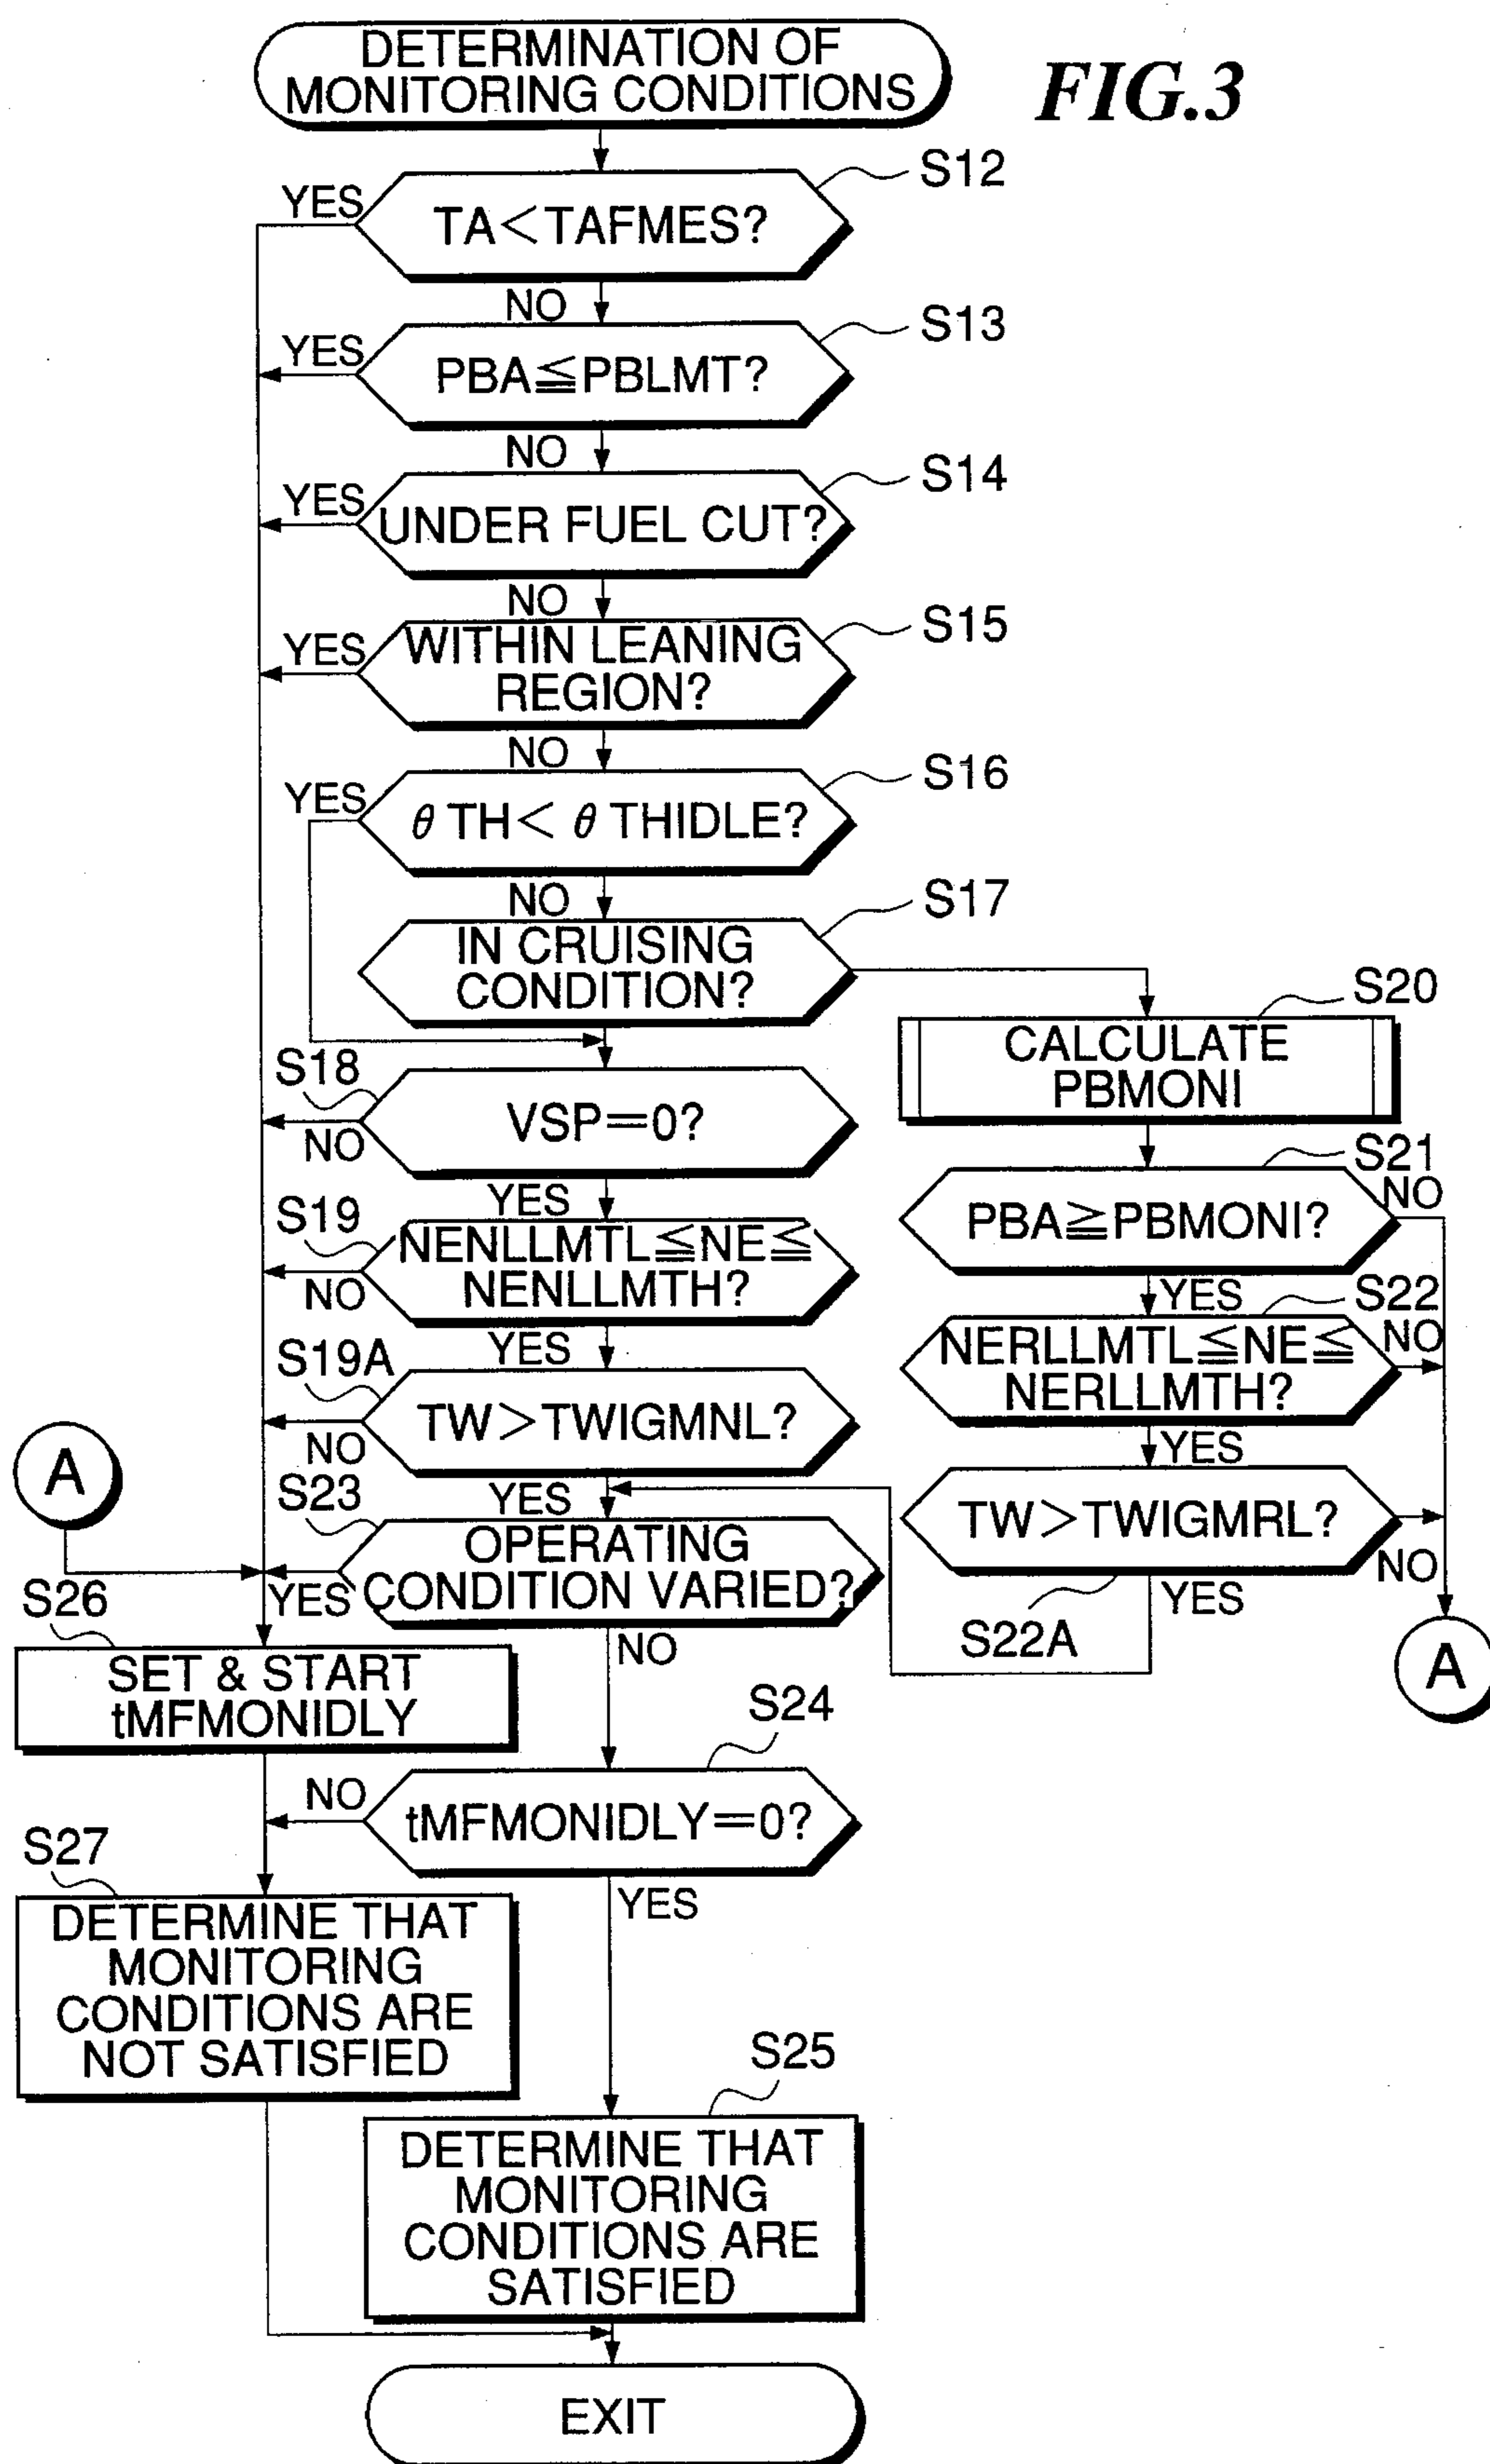 DETERMINATION OF
MONITORING CONDITIONS
FIG.3
S12
YES
TA<TAFMES?
NO
S13
YES
PBA≦PBLMT?
NO
S14
YES
UNDER FUEL CUT?
NO
S15
YES
WITHIN LEANING
REGION?
NO
S16
YES
θ TH< θ THIDLE?
NO
S17
IN CRUISING
CONDITION?
S20
CALCULATE
PBMONI
S18
VSP=0?
NO
YES
S21
NO
PBA≧PBMONI?
YES
S19
NENLLMTL≦NE≦
NENLLMTH?
NO
YES
S22
NO
NERLLMTL≦NE≦
NERLLMTH?
YES
S19A
TW>TWIGMNL?
NO
YES
TW>TWIGMRL?
NO
YES
S22A
A
A
S23
OPERATING
CONDITION VARIED?
YES
NO
S26
SET & START
tMFMONIDLY
S24
NO
tMFMONIDLY=0?
YES
S27
DETERMINE THAT
MONITORING
CONDITIONS ARE
NOT SATISFIED
S25
DETERMINE THAT
MONITORING
CONDITIONS ARE
SATISFIED
EXIT